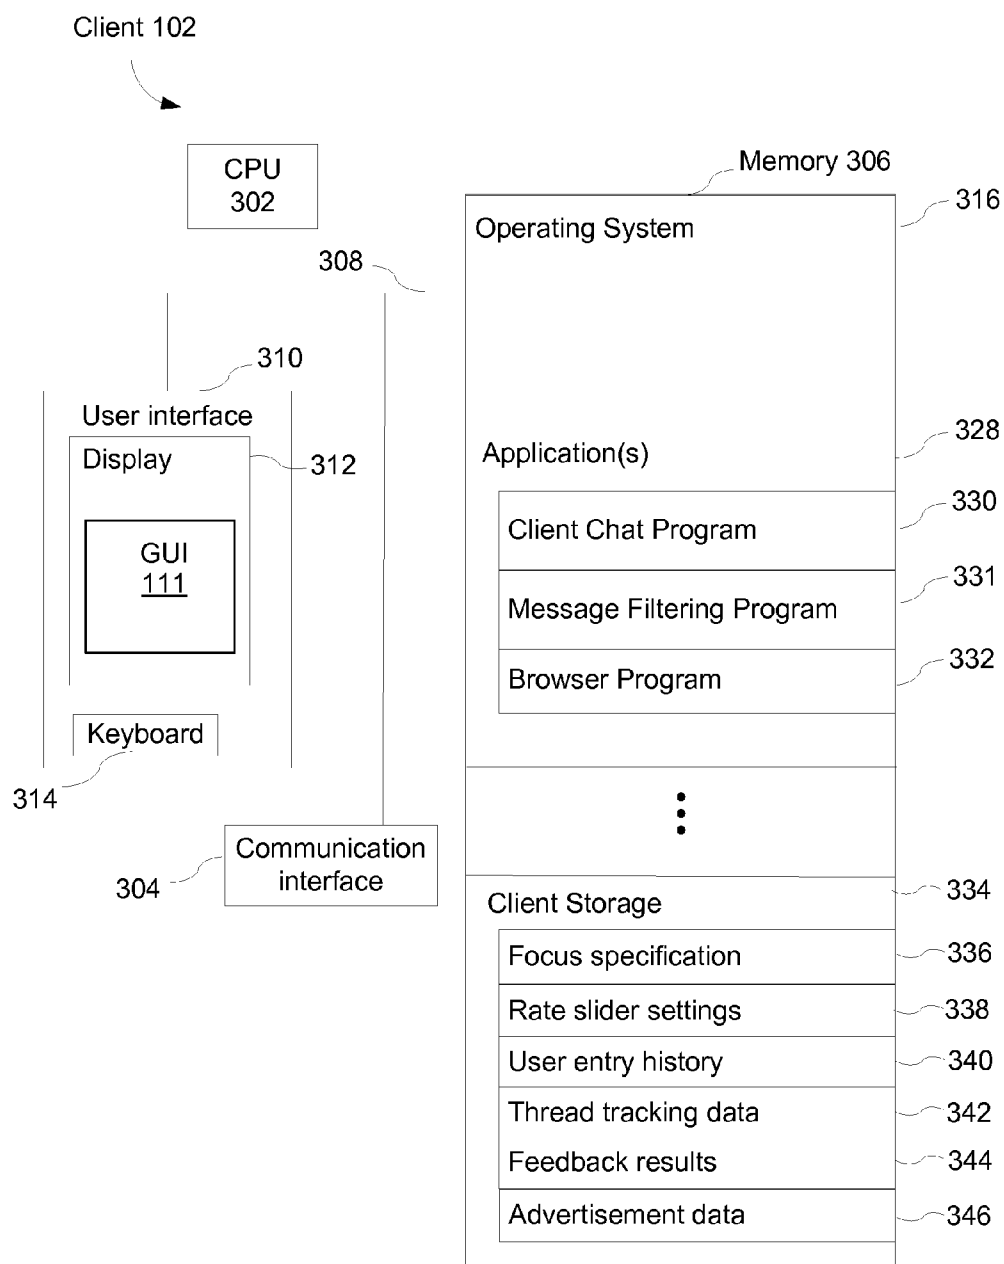 Client 102
CPU
302
Memory 306
316
Operating System
308
310
User interface
Display
312
GUI
111
Keyboard
314
Communication
interface
304
328
Application(s)
330
Client Chat Program
331
Message Filtering Program
332
Browser Program
334
Client Storage
Focus specification
336
Rate slider settings
338
User entry history
340
Thread tracking data
342
Feedback results
344
Advertisement data
346